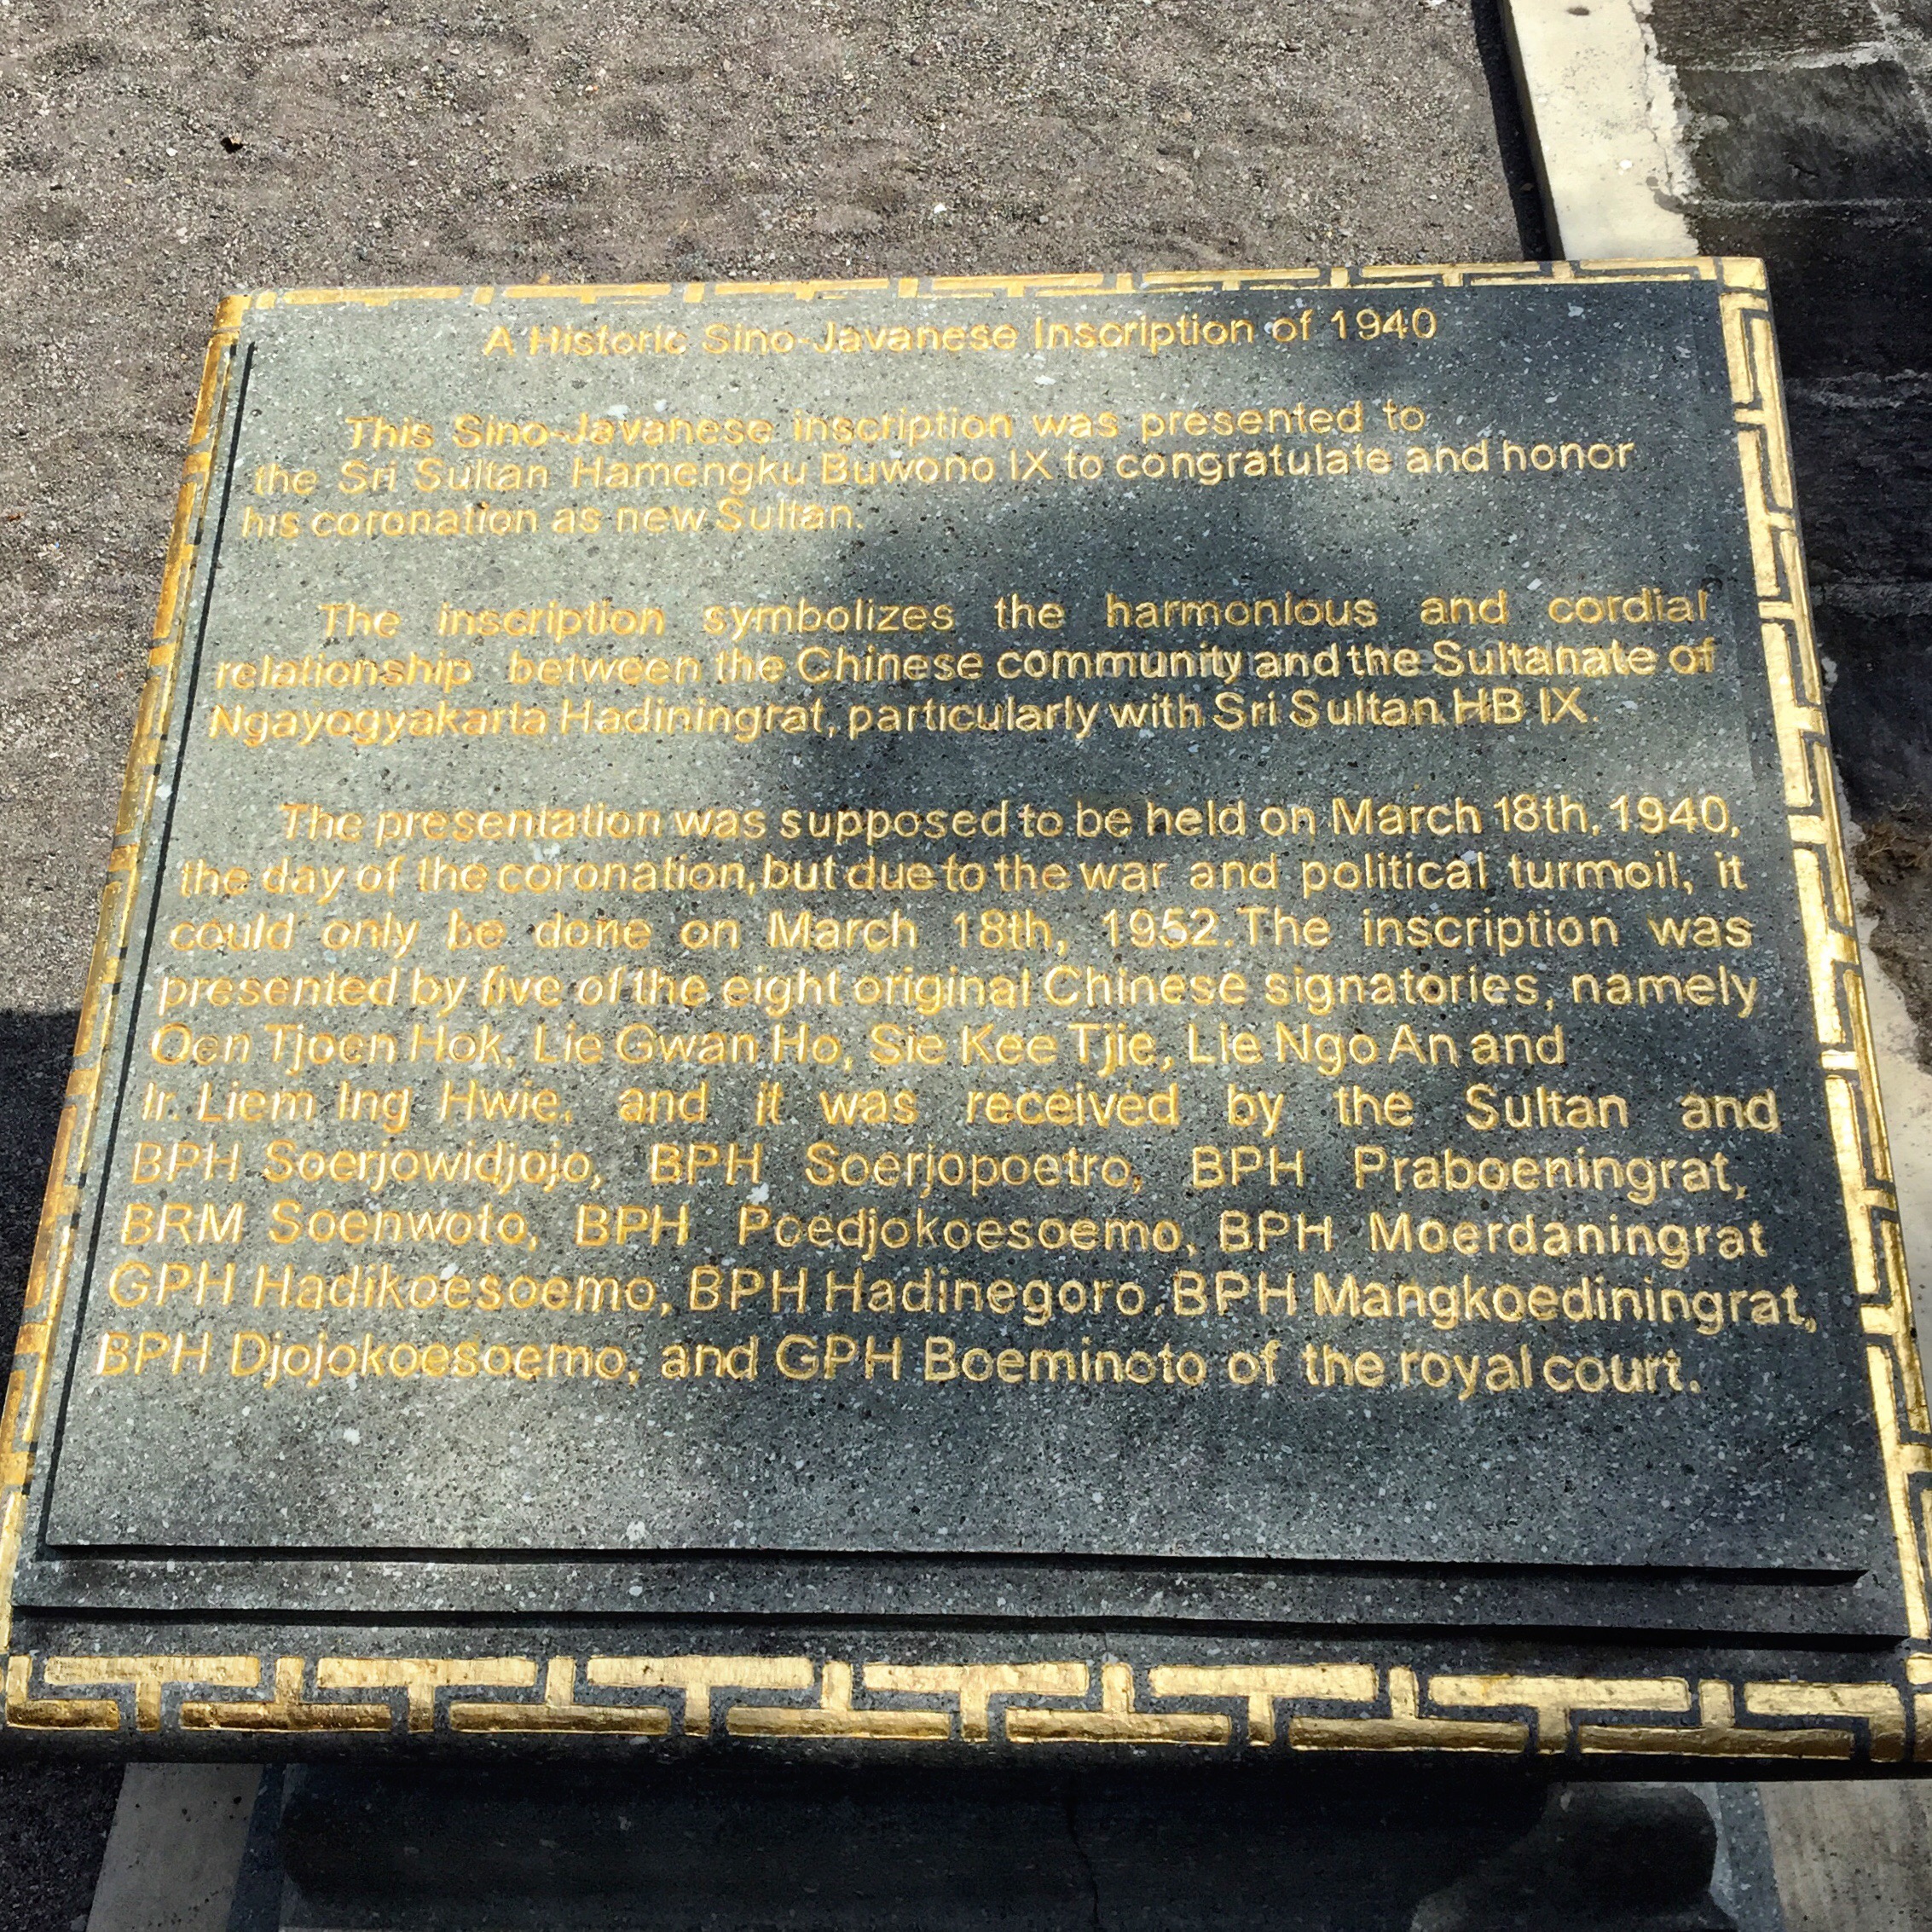 A Historic Sino-Javanese Inscription of 1940
This Sino-Javanese inscription was presented to
the Sri Sultan Hamengku Buwono IX to congratulate and honor
his coronation as new Sultan.
The inscription symbolizes the harmonious and cordial
relationship between the Chinese community and the Sultanate of
Ngayogyakarta Hadiningrat, particularly with Sri Sultan HB IX.
The presentation was supposed to be held on March 18th, 1940,
the day of the coronation, but due to the war and political turmoil, it
could only be done on March 18th, 1952. The inscription was
presented by five of the eight original Chinese signatories, namely
Oen Tjoen Hok, Lie Gwan Ho, Sie Kee Tjie, Lie Ngo An and
Ir. Liem Ing Hwie, and it was received by the Sultan and
BPH Soerjowidjojo, BPH Soerjopoetro, BPH Praboeningrat,
BRM Soenwoto, BPH Poedjokoesoemo, BPH Moerdaningrat
GPH Hadikoesoemo, BPH Hadinegoro, BPH Mangkoediningrat,
BPH Djojokoesoemo, and GPH Boeminoto of the royal court.